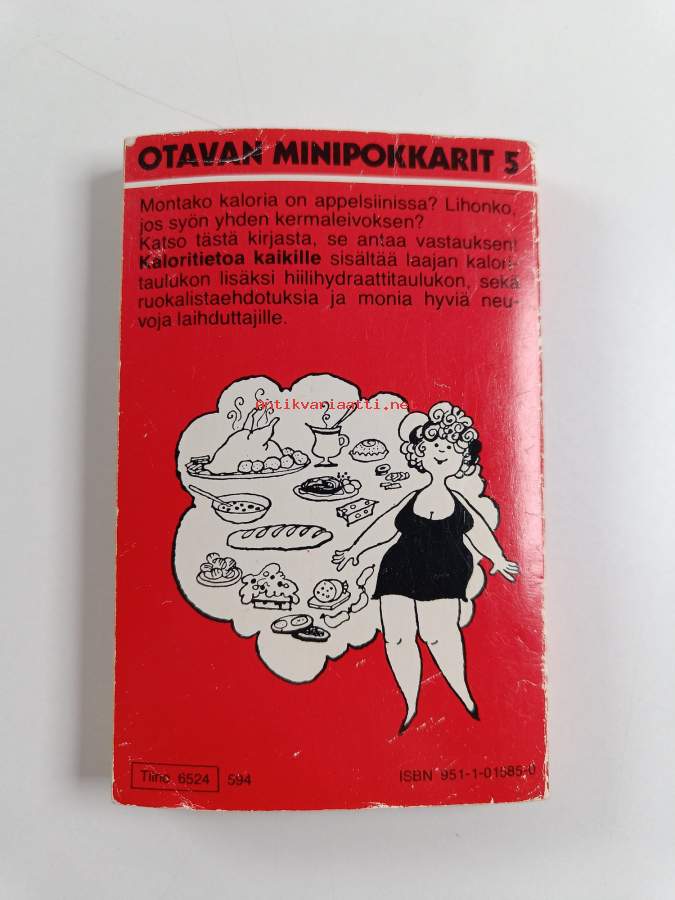 OTAVAN MINIPOKKARIT 5
Montako kaloria on appelsiinissa? Lihonko,
jos syön yhden kermaleivoksen?
Katso tästä kirjasta, se antaa vastauksen!
Kaloritietoa kaikille sisältää laajan kalori-
taulukon lisäksi hiilihydraattitaulukon, sekä
ruokalistaehdotuksia ja monia hyviä neu-
voja laihduttajille.
antikvariaatti.net
Tiino 6524 594
ISBN 951-1-01585-0